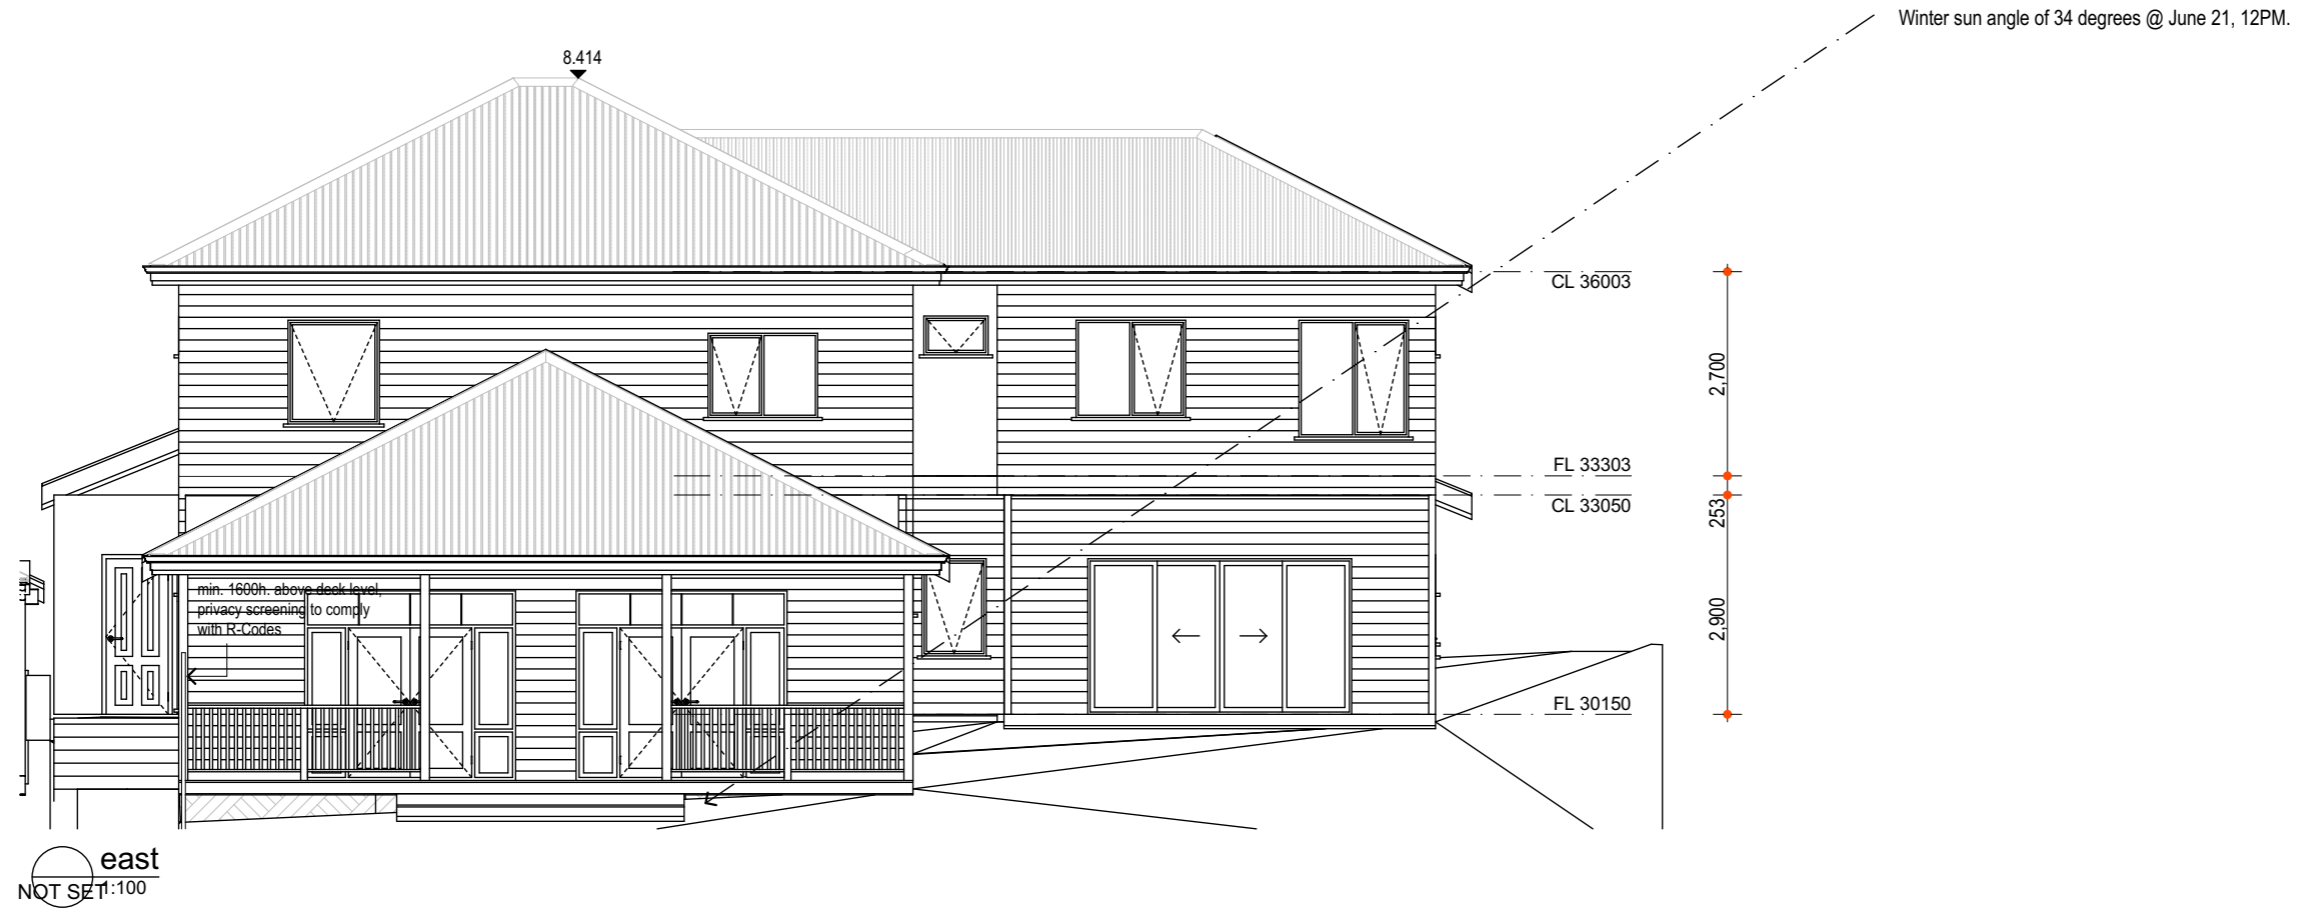 Winter sun angle of 34 degrees @ June 21, 12PM.
8.414
CL 36003
2,700
FL 33303
CL 33050
253
2,900
FL 30150
min. 1600h. above deck level,
privacy screening to comply
with R-Codes
east
1:100
NOT SET